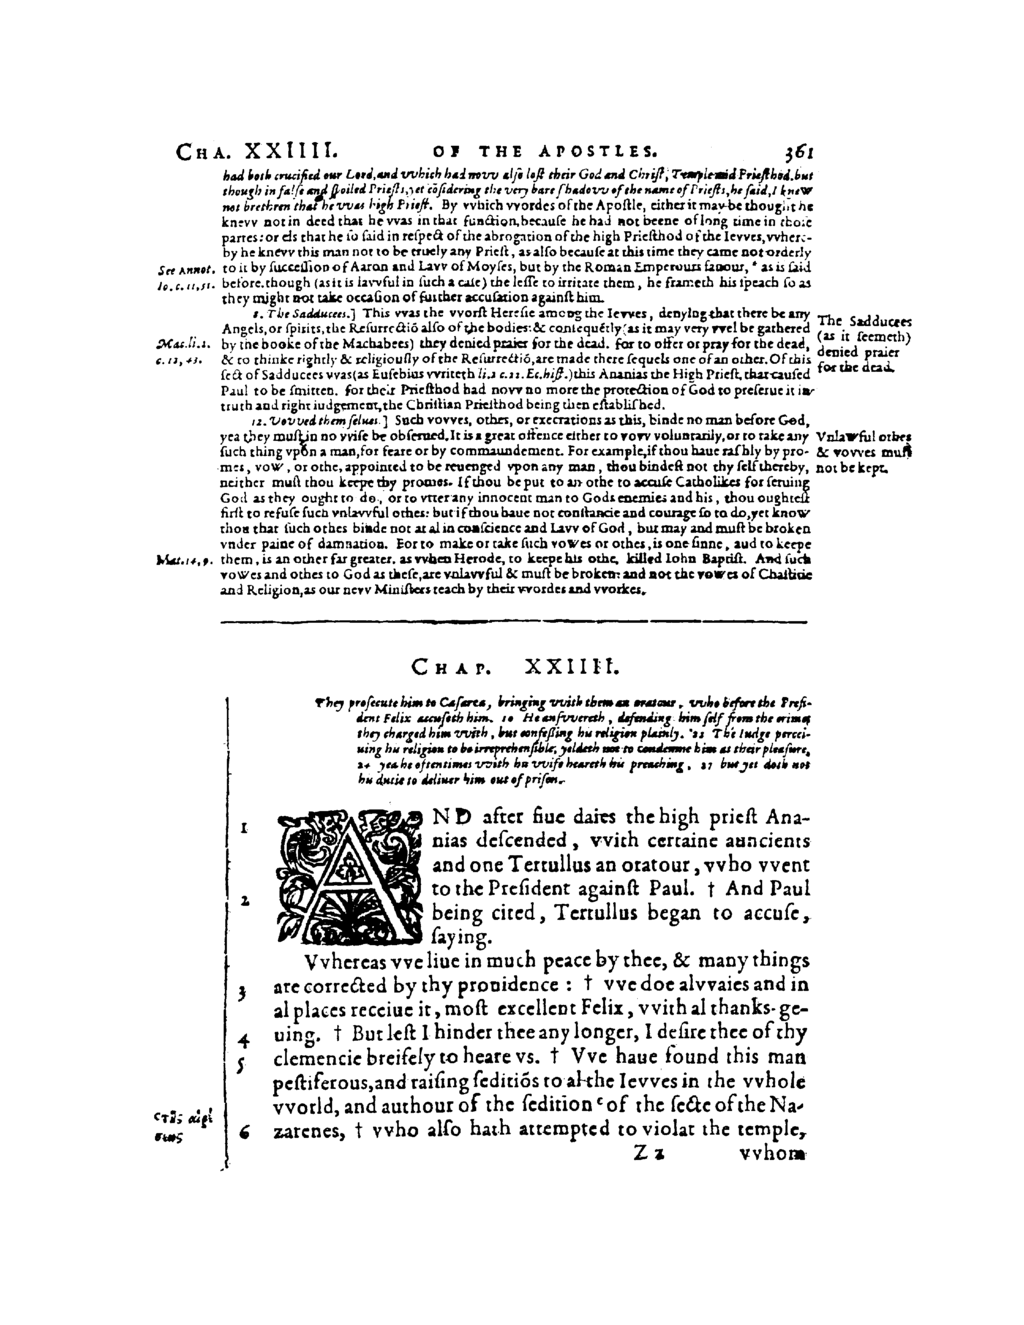 CHA. XXIIII. OF THE APOSTLES. 361
had both crucified our Lord, and vvhich had novv also lost their God and Christ, Temple and Priesthod, but
though in false and spoiled Priests, yet cõsidering the very bare shadovv of the name of Priests, he said, I knew
not brethren that he vvas high Priest. By vvhich vvordes of the Apostle, either it may be thought he
knevv not in deed that he vvas in that function, because he had not beene of long time in those
partes: or els that he so said in respect of the abrogation of the high Priesthod of the Ievves, vvher-
by he knevv this man not to be truely any Priest, as also because at this time they came not orderly
See Annot. to it by succession of Aaron and Lavv of Moyses, but by the Roman Emperours fauour, * as is said
Io. c. 11, 51. before. though (as it is lavvful in such a case) the lesse to irritate them, he frameth his speach so as
they might not take occasion of further accusation against him.
8. The Sadducees.] This vvas the vvorst Heresie among the Ievves, denying that there be any
Angels, or spirits, the Resurrectiõ also of the bodies: & consequẽtly (as it may very vvel be gathered
Mac. li. 2. by the booke of the Machabees) they denied praier for the dead. for to offer or pray for the dead,
c. 12, 43. & to thinke rightly & religiously of the Resurrectiõ, are made there sequels one of an other. Of this
sect of Sadducees vvas (as Eusebius vvriteth li. 2 c. 22. Ec. hist.) this Ananias the High Priest, that caused
Paul to be smitten. for their Priesthod had novv no more the protection of God to preserue it in
truth and right iudgement, the Christian Priesthod being then established.
The Sadducees
(as it seemeth)
denied praier
for the dead.
12. Vovved them selues.] Such vovves, othes, or execrations as this, binde no man before God,
yea they must in no vvise be obserued. It is a great offence either to vovv voluntarily, or to take any
such thing vpõn a man, for feare or by commaundement. For example, if thou haue rashly by pro-
mes, vow, or othe, appointed to be reuenged vpon any man, thou bindest not thy self thereby,
neither must thou keepe thy promes. If thou be put to an othe to accuse Catholikes for seruing
God as they ought to do, or to vtter any innocent man to Gods enemies and his, thou oughtest
first to refuse such vnlavvful othes: but if thou haue not constancie and courage so to do, yet know
thou that such othes binde not at al in conscience and Lavv of God, but may and must be broken
vnder paine of damnation. For to make or take such vowes or othes, is one sinne, and to keepe
Mat. 14, 9. them, is an other far greater. as vvhen Herode, to keepe his othe, killed Iohn Baptist. And such
vowes and othes to God as these, are vnlavvful & must be broken: and not the vowes of Chastitie
and Religion, as our nevv Ministers teach by their vvordes and vvorkes.
Vnlawful othes
& vovves must
not be kept.
CHAP. XXIIII.
They prosecute him to Cæsarea, bringing vvith them an oratour, vvho before the Presi-
dent Felix accuseth him. 10 He ansvvereth, defending him self from the crimes
they charged him vvith, but confessing his religion plainly. 22 The Iudge percei-
uing his religion to be irreprehensible, yeldeth not to condemne him at their pleasure,
24 yea he oftentimes vvith his vvife heareth his preaching, 27 but yet doth not
his dutie to deliuer him out of prison.
1 AND after fiue daies the high priest Ana-
nias descended, vvith certaine auncients
and one Tertullus an oratour, vvho vvent
2 to the President against Paul. † And Paul
being cited, Tertullus began to accuse,
saying.
Vvhereas vve liue in much peace by thee, & many things
3 are corrected by thy prouidence: † vve doe alvvaies and in
al places receiue it, most excellent Felix, vvith al thanks-ge-
4 uing. † But lest I hinder thee any longer, I desire thee of thy
5 clemencie breifely to heare vs. † Vve haue found this man
pestiferous, and raising seditiõs to al the Ievves in the vvhole
vvorld, and authour of the sedition ᶜ of the secte of the Na-
6 zarenes, † vvho also hath attempted to violat the temple,
ᶜ τῆς αἱρέ
σεως
Zz vvhom